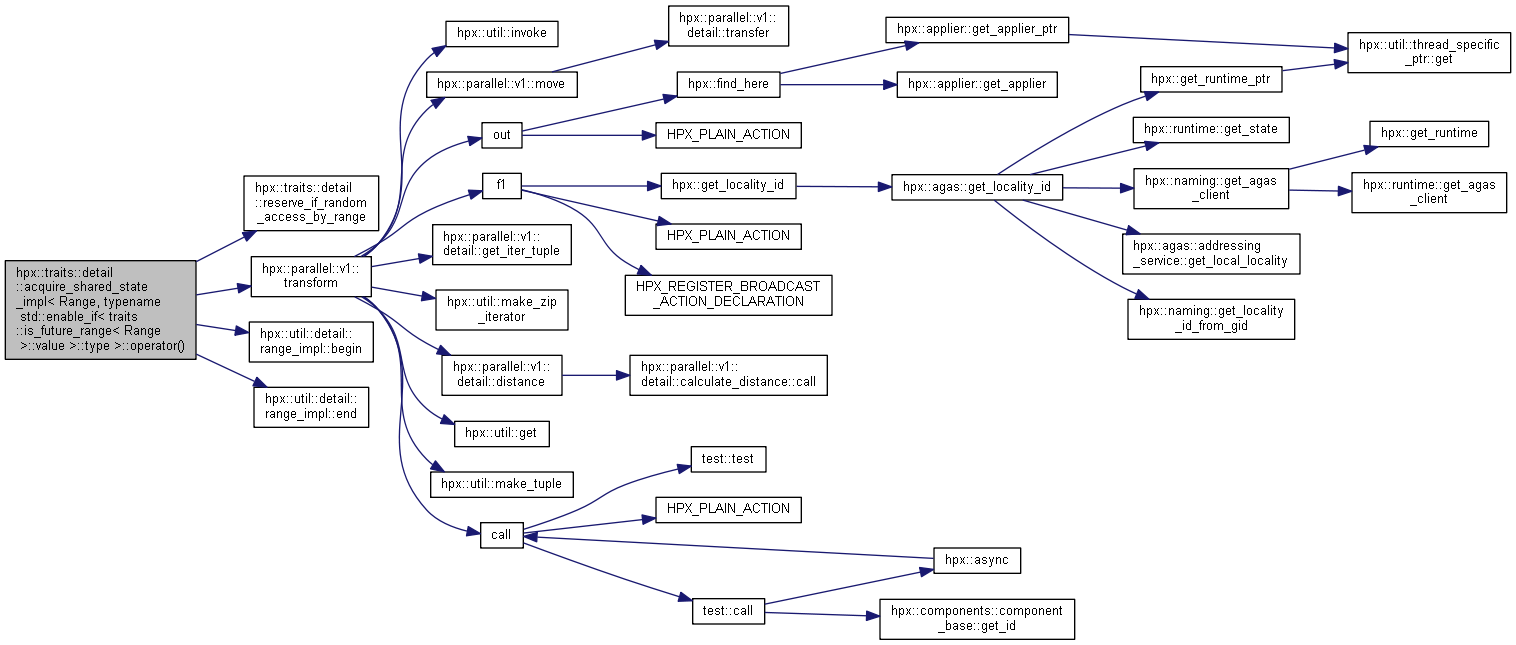 hpx::traits::detail
::acquire_shared_state
_impl< Range, typename
std::enable_if< traits
::is_future_range< Range
>::value >::type >::operator()
hpx::traits::detail
::reserve_if_random
_access_by_range
hpx::parallel::v1::
transform
hpx::util::detail::
range_impl::begin
hpx::util::detail::
range_impl::end
hpx::util::invoke
hpx::parallel::v1::move
out
f1
hpx::parallel::v1::
detail::get_iter_tuple
hpx::util::make_zip
_iterator
hpx::parallel::v1::
detail::distance
hpx::util::get
hpx::util::make_tuple
call
hpx::parallel::v1::
detail::transfer
hpx::find_here
HPX_PLAIN_ACTION
hpx::get_locality_id
HPX_PLAIN_ACTION
HPX_REGISTER_BROADCAST
_ACTION_DECLARATION
hpx::parallel::v1::
detail::calculate_distance::call
test::test
HPX_PLAIN_ACTION
test::call
hpx::applier::get_applier_ptr
hpx::applier::get_applier
hpx::agas::get_locality_id
hpx::async
hpx::components::component
_base::get_id
hpx::get_runtime_ptr
hpx::runtime::get_state
hpx::naming::get_agas
_client
hpx::agas::addressing
_service::get_local_locality
hpx::naming::get_locality
_id_from_gid
hpx::util::thread_specific
_ptr::get
hpx::get_runtime
hpx::runtime::get_agas
_client